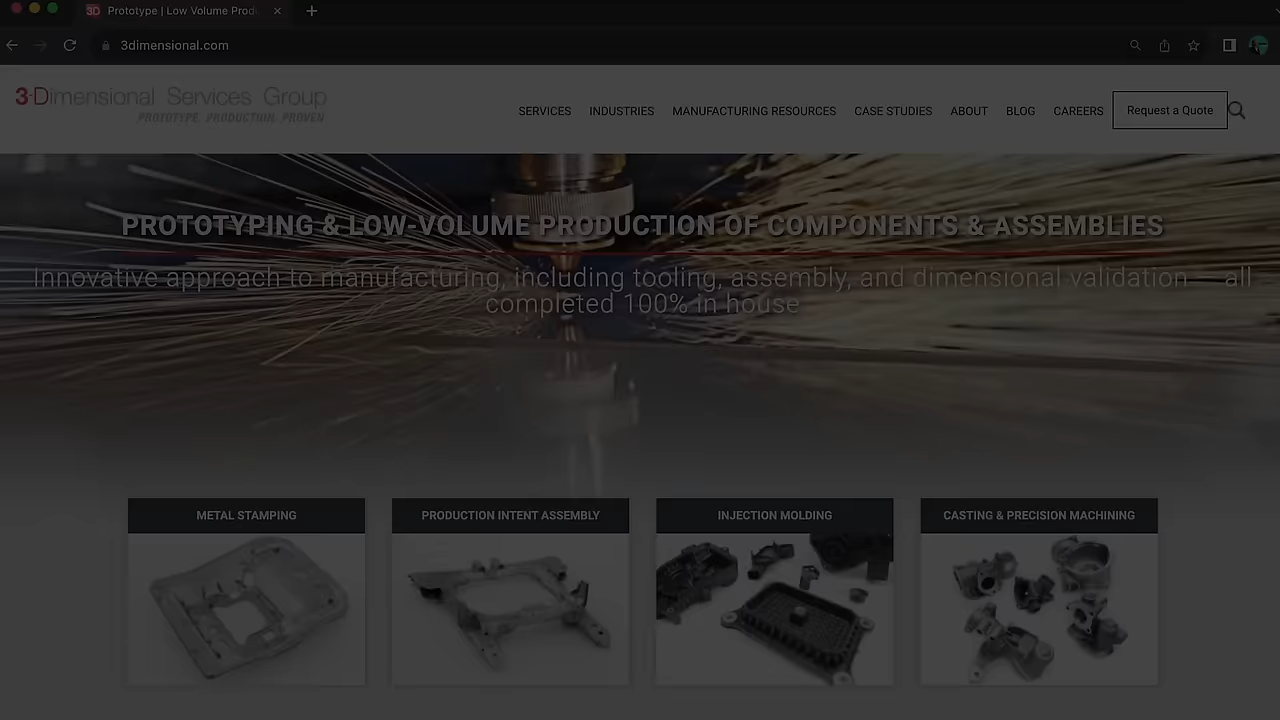 Prototype | Low Volume Prod
3dimensional.com
3-Dimensional Services Group
PROTOTYPE. PRODUCTION. PROVEN
SERVICES INDUSTRIES MANUFACTURING RESOURCES CASE STUDIES ABOUT BLOG CAREERS Request a Quote
PROTOTYPING & LOW-VOLUME PRODUCTION OF COMPONENTS & ASSEMBLIES
Innovative approach to manufacturing, including tooling, assembly, and dimensional validation – all
completed 100% in house
METAL STAMPING PRODUCTION INTENT ASSEMBLY INJECTION MOLDING CASTING & PRECISION MACHINING